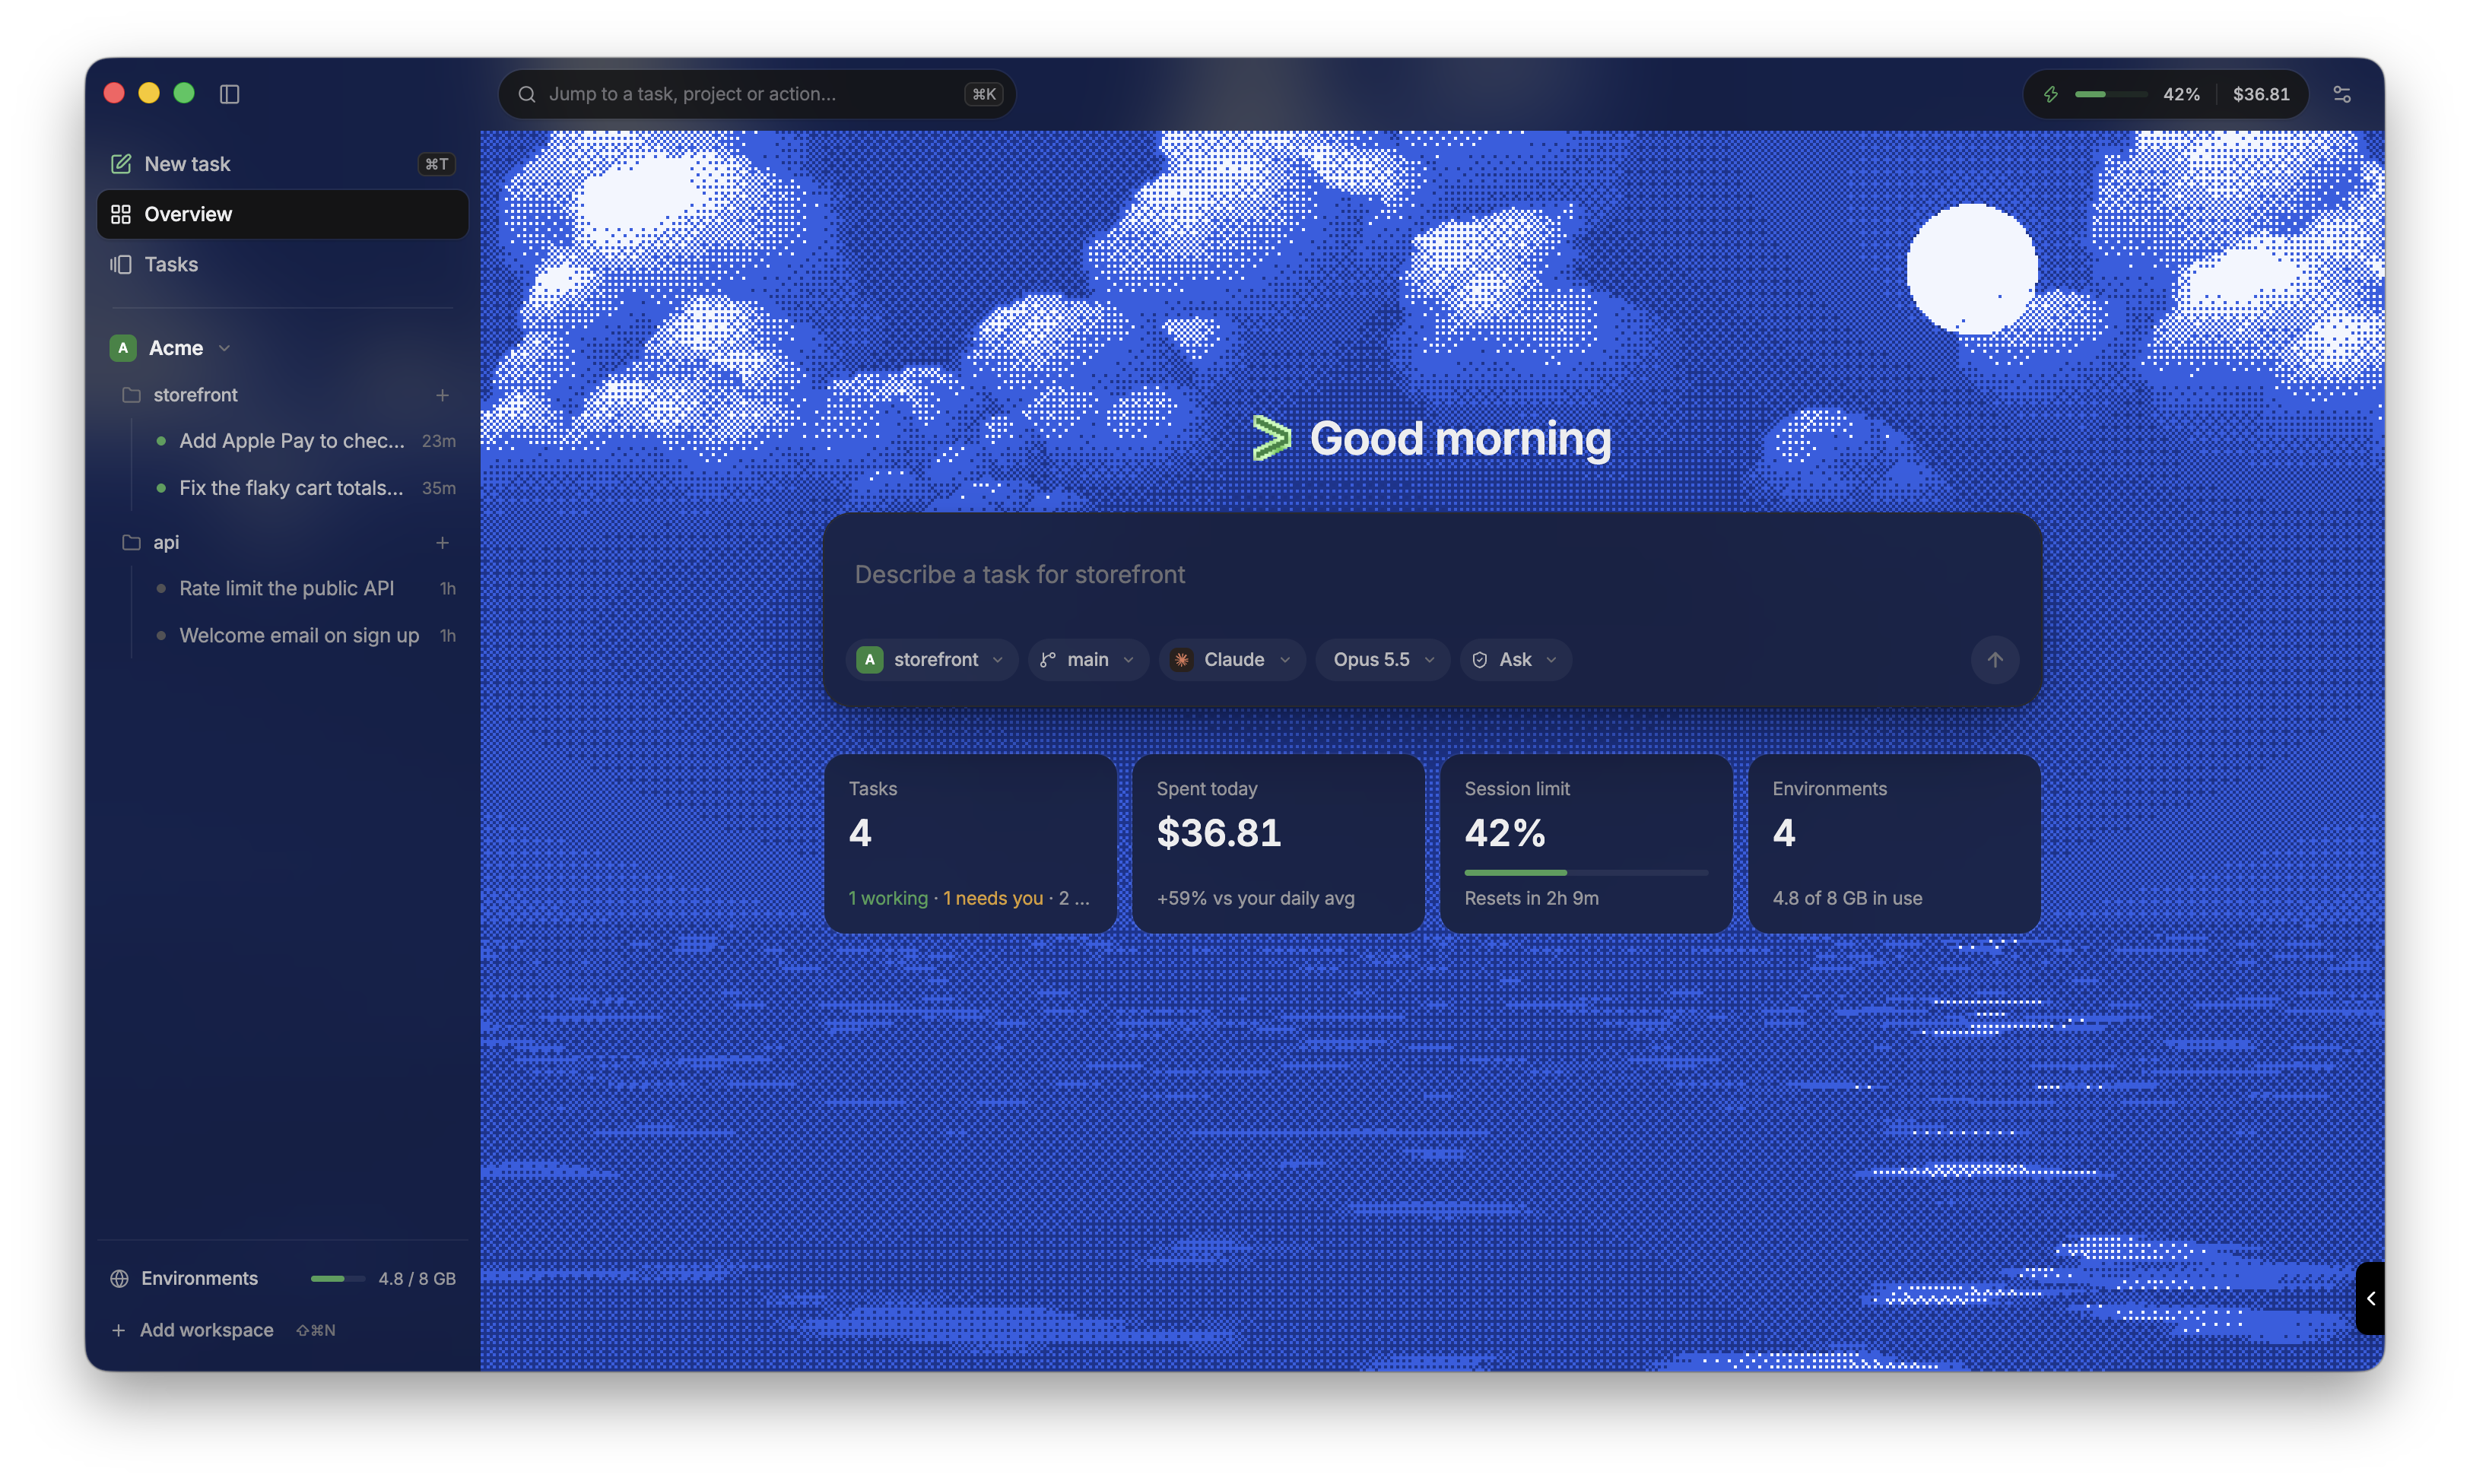 Jump to a task, project or action...
⌘K
42%
$36.81
New task
⌘T
Overview
Tasks
A
Acme
storefront
Add Apple Pay to chec...
23m
Fix the flaky cart totals...
35m
api
Rate limit the public API
1h
Welcome email on sign up
1h
Environments
4.8 / 8 GB
Add workspace
⇧⌘N
Good morning
Describe a task for storefront
A storefront
main
Claude
Opus 5.5
Ask
Tasks
4
1 working · 1 needs you · 2 ...
Spent today
$36.81
+59% vs your daily avg
Session limit
42%
Resets in 2h 9m
Environments
4
4.8 of 8 GB in use